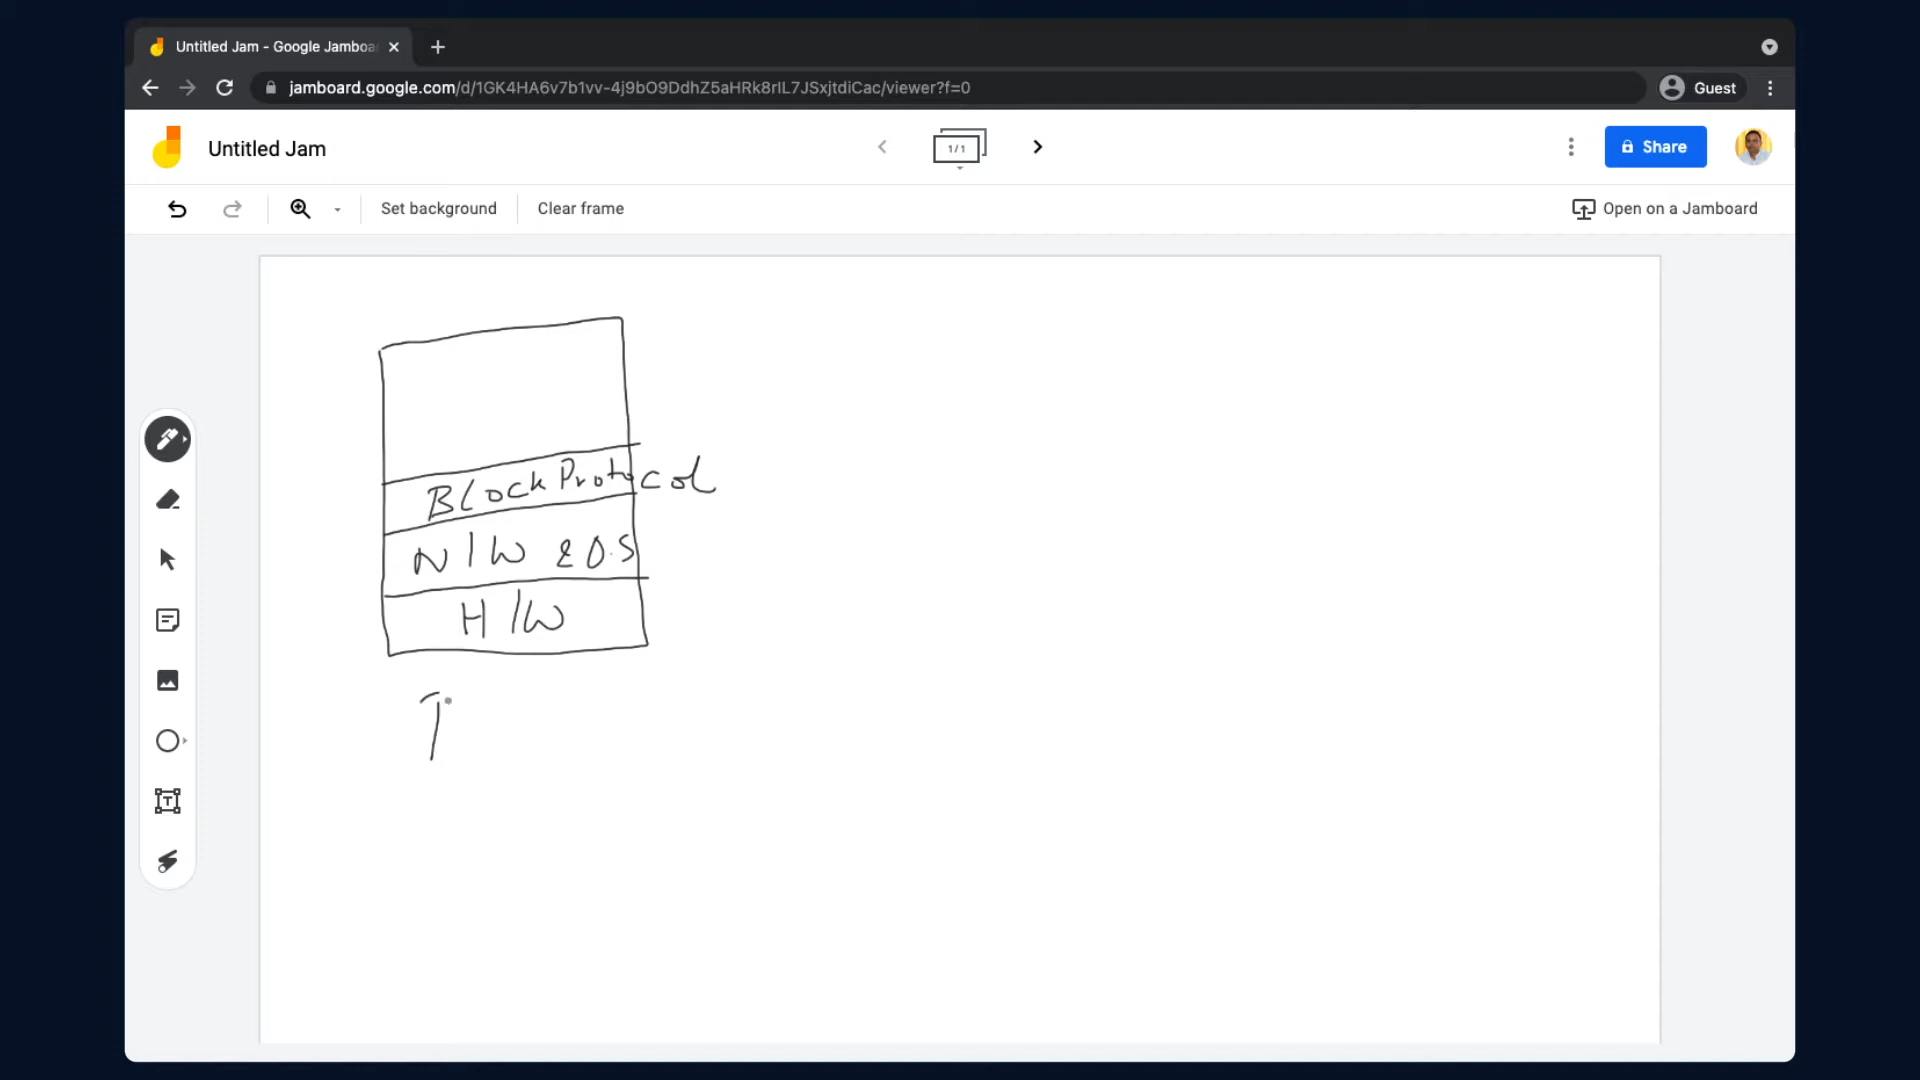 Untitled Jam - Google Jamboa
jamboard.google.com/d/1GK4HA6v7b1vv-4j9bO9DdhZ5aHRk8rIL7JSxjtdiCac/viewer?f=0
Guest
Untitled Jam
1/1
Share
Set background
Clear frame
Open on a Jamboard
Block Protocol
N/W & O.S
H/W
T